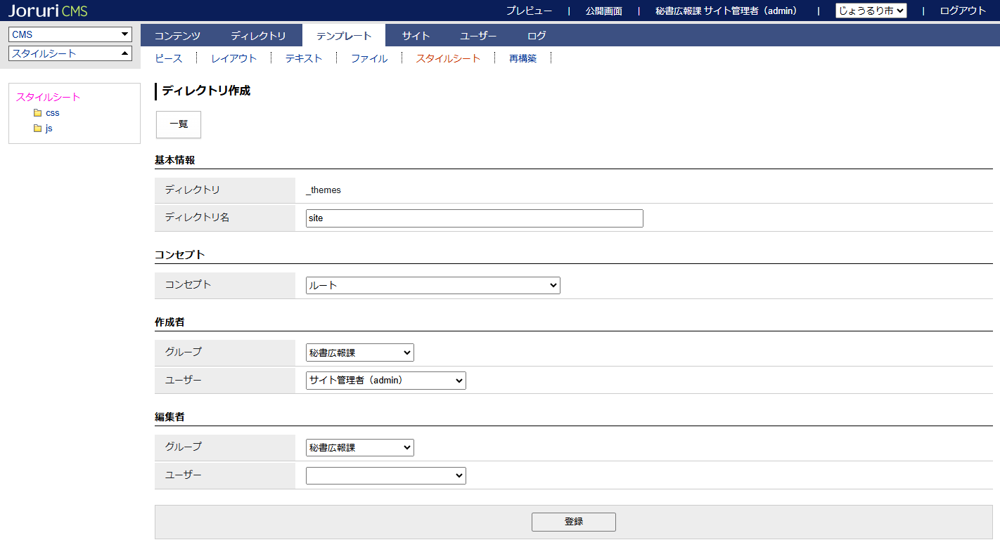 Joruri CMS プレビュー | 公開画面 | 秘書広報課 サイト管理者（admin） | じょうるり市 | ログアウト
CMS コンテンツ ディレクトリ テンプレート サイト ユーザー ログ
スタイルシート ピース レイアウト テキスト ファイル スタイルシート 再構築
スタイルシート
css
js
ディレクトリ作成
一覧
基本情報
ディレクトリ _themes
ディレクトリ名 site
コンセプト
コンセプト ルート
作成者
グループ 秘書広報課
ユーザー サイト管理者（admin）
編集者
グループ 秘書広報課
ユーザー
登録